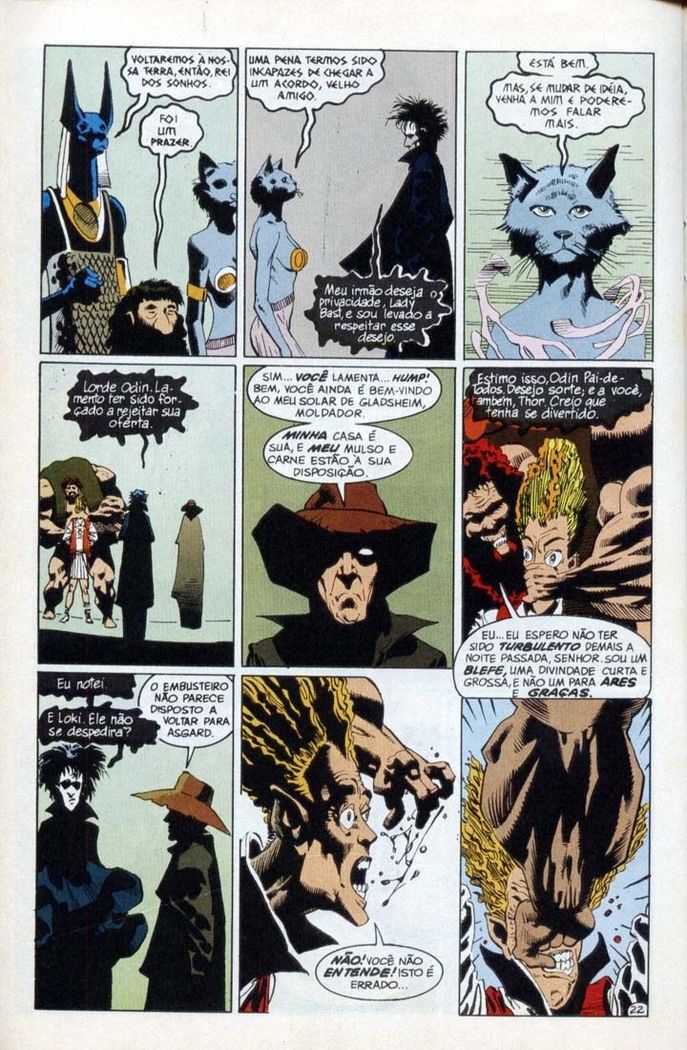 VOLTAREMOS À NOS-
SA TERRA, ENTÃO, REI
DOS SONHOS.
FOI
UM
PRAZER.
UMA PENA TERMOS SIDO
INCAPAZES DE CHEGAR A
UM ACORDO, VELHO
AMIGO.
Meu irmão deseja
privacidade, Lady
Bast, e sou levado a
respeitar esse
desejo.
ESTÁ BEM.
MAS, SE MUDAR DE IDÉIA,
VENHA A MIM E PODERE-
MOS FALAR
MAIS.
Lorde Odin. La-
mento ter sido for-
çado a rejeitar sua
oferta.
SIM... VOCÊ LAMENTA... HUMP!
BEM, VOCÊ AINDA É BEM-VINDO
AO MEU SOLAR DE GLADSHEIM,
MOLDADOR.
MINHA CASA É
SUA, E MEU MULSO E
CARNE ESTÃO À SUA
DISPOSIÇÃO.
Estimo isso, Odin Pai-de-
Todos. Desejo sorte; e a você,
também, Thor. Creio que
tenha se divertido.
EU... EU ESPERO NÃO TER
SIDO TURBULENTO DEMAIS A
NOITE PASSADA, SENHOR. SOU UM
BLEFE, UMA DIVINDADE CURTA E
GROSSA, E NÃO UM PARA ARES
E GRAÇAS.
Eu notei.
E Loki. Ele não
se despedirá?
O EMBUSTEIRO
NÃO PARECE
DISPOSTO A
VOLTAR PARA
ASGARD.
NÃO! VOCÊ NÃO
ENTENDE! ISTO É
ERRADO...
22